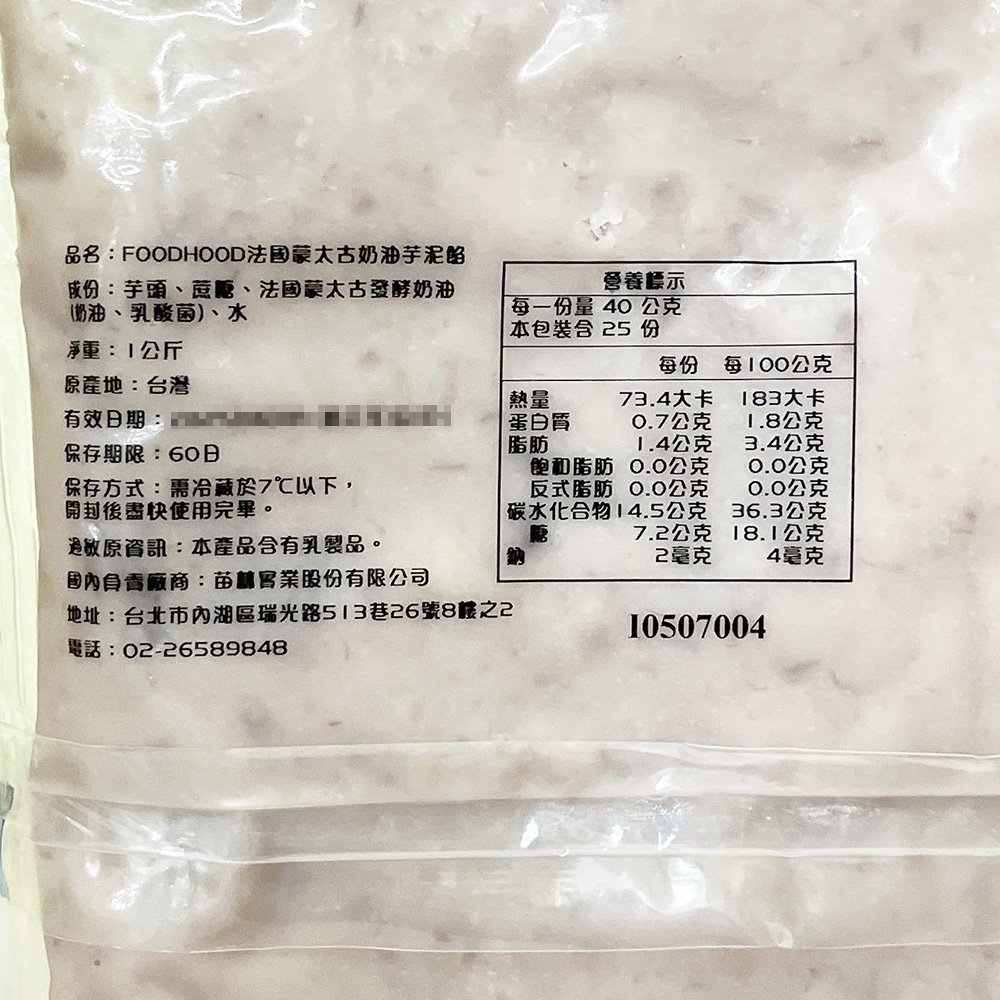 品名：FOODHOOD法國蒙太古奶油芋泥餡
成份：芋頭、蔗糖、法國蒙太古發酵奶油
(奶油、乳酸菌)、水
淨重：1公斤
原產地：台灣
有效日期：
保存期限：60日
保存方式：需冷藏於7℃以下，
開封後盡快使用完畢。
過敏原資訊：本產品含有乳製品。
國內負責廠商：苗林實業股份有限公司
地址：台北市內湖區瑞光路513巷26號8樓之2
電話：02-26589848
營養標示
每一份量 40 公克
本包裝含 25 份
每份 每100公克
熱量 73.4大卡 183大卡
蛋白質 0.7公克 1.8公克
脂肪 1.4公克 3.4公克
飽和脂肪 0.0公克 0.0公克
反式脂肪 0.0公克 0.0公克
碳水化合物14.5公克 36.3公克
糖 7.2公克 18.1公克
鈉 2毫克 4毫克
I0507004